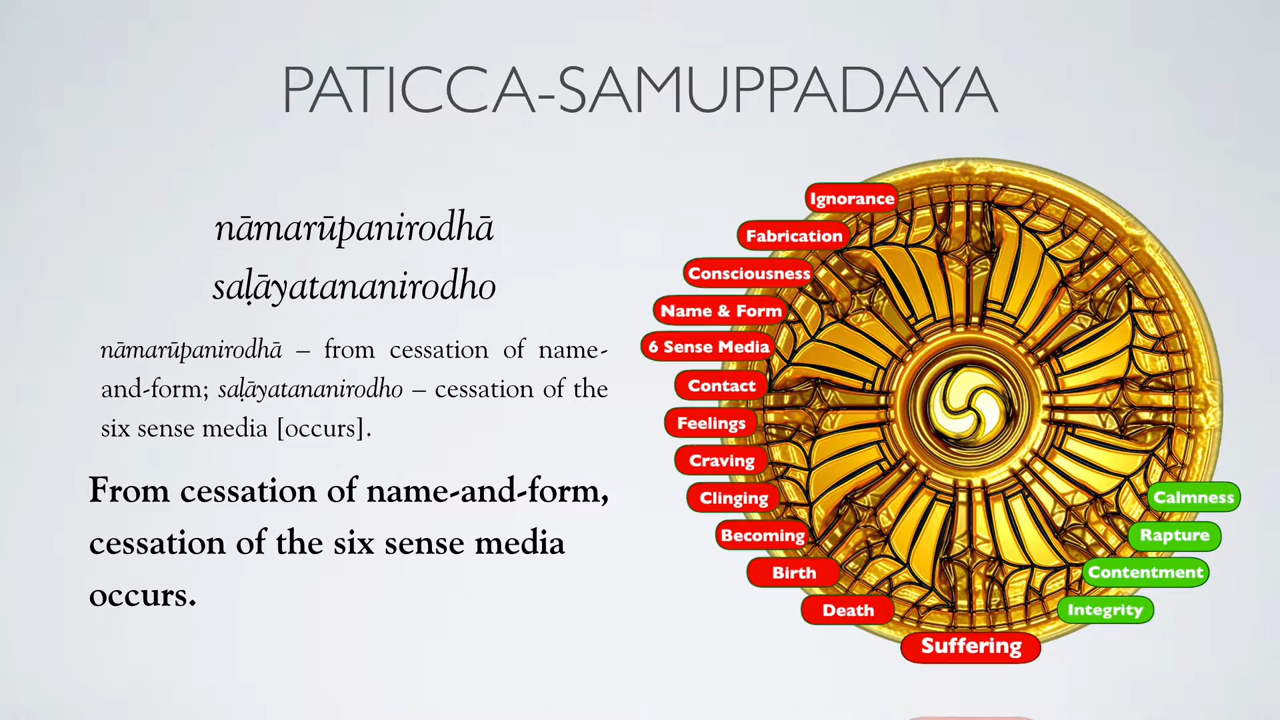 PATICCA-SAMUPPADAYA
nāmarūpanirodhā
saḷāyatananirodho
nāmarūpanirodhā – from cessation of name-
and-form; saḷāyatananirodho – cessation of the
six sense media [occurs].
From cessation of name-and-form,
cessation of the six sense media
occurs.
Ignorance
Fabrication
Consciousness
Name & Form
6 Sense Media
Contact
Feelings
Craving
Clinging
Becoming
Birth
Death
Suffering
Calmness
Rapture
Contentment
Integrity